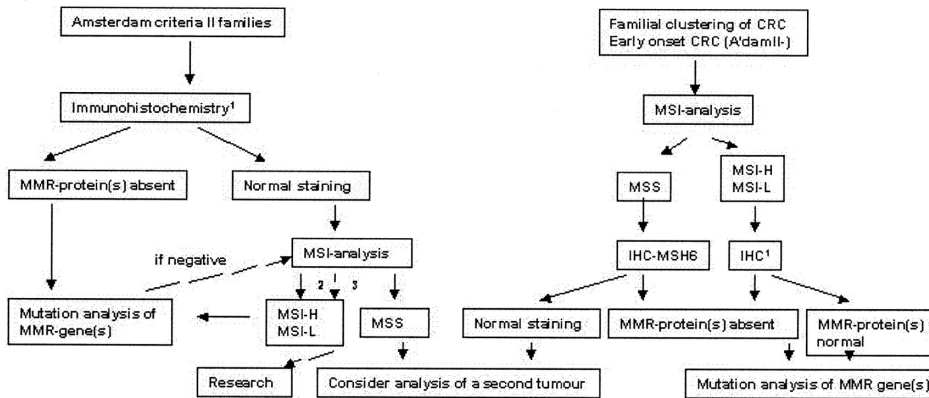 Amsterdam criteria II families
Immunohistochemistry1
MMR-protein(s) absent
Normal staining
if negative
MSI-analysis
2 3
Mutation analysis of
MMR-gene(s)
MSI-H
MSI-L
MSS
Research
Consider analysis of a second tumour
Familial clustering of CRC
Early onset CRC (A'damII-)
MSI-analysis
MSS
MSI-H
MSI-L
IHC-MSH6
IHC1
Normal staining
MMR-protein(s) absent
MMR-protein(s)
normal
Mutation analysis of MMR gene(s)